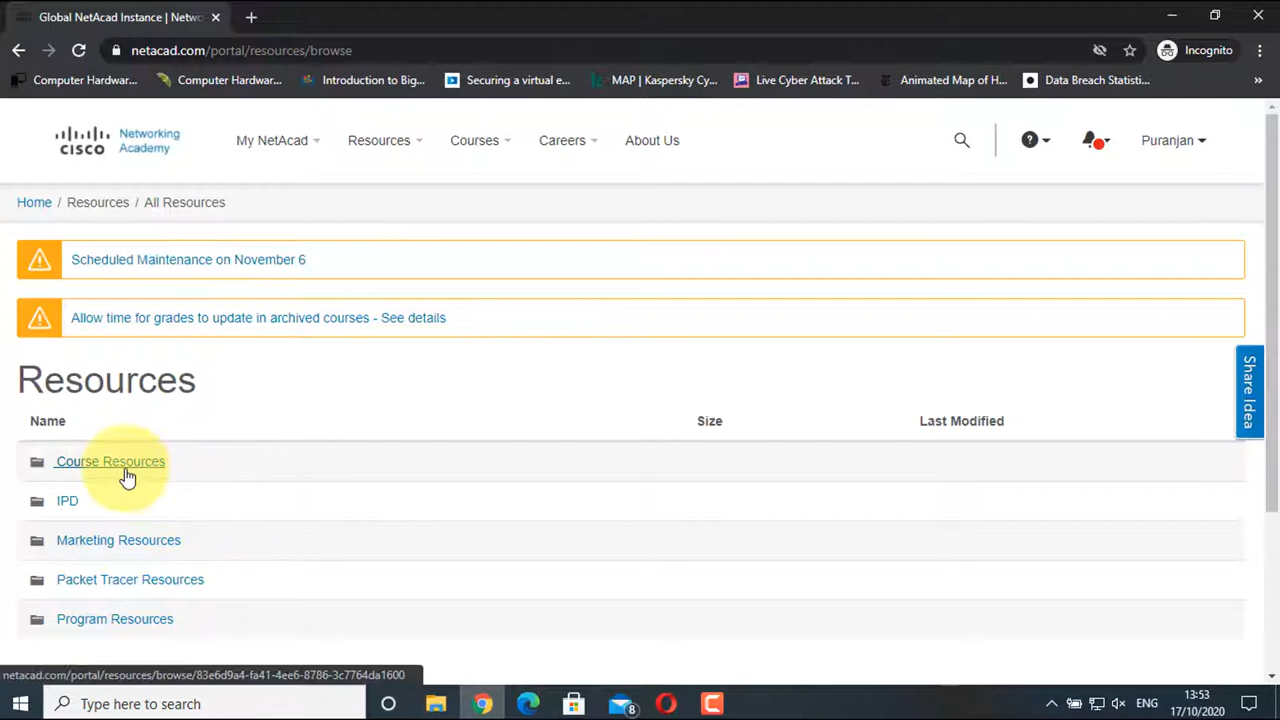 Global NetAcad Instance | Netwo
netacad.com/portal/resources/browse
Incognito
Computer Hardwar...
Computer Hardwar...
Introduction to Big...
Securing a virtual e...
MAP | Kaspersky Cy...
Live Cyber Attack T...
Animated Map of H...
Data Breach Statisti...
»
cisco
Networking
Academy
My NetAcad
Resources
Courses
Careers
About Us
Puranjan
Home / Resources / All Resources
Scheduled Maintenance on November 6
Allow time for grades to update in archived courses - See details
Share Idea
Resources
Name Size Last Modified
Course Resources
IPD
Marketing Resources
Packet Tracer Resources
Program Resources
netacad.com/portal/resources/browse/83e6d9a4-fa41-4ee6-8786-3c7764da1600
Type here to search
8
ENG
13:53
17/10/2020